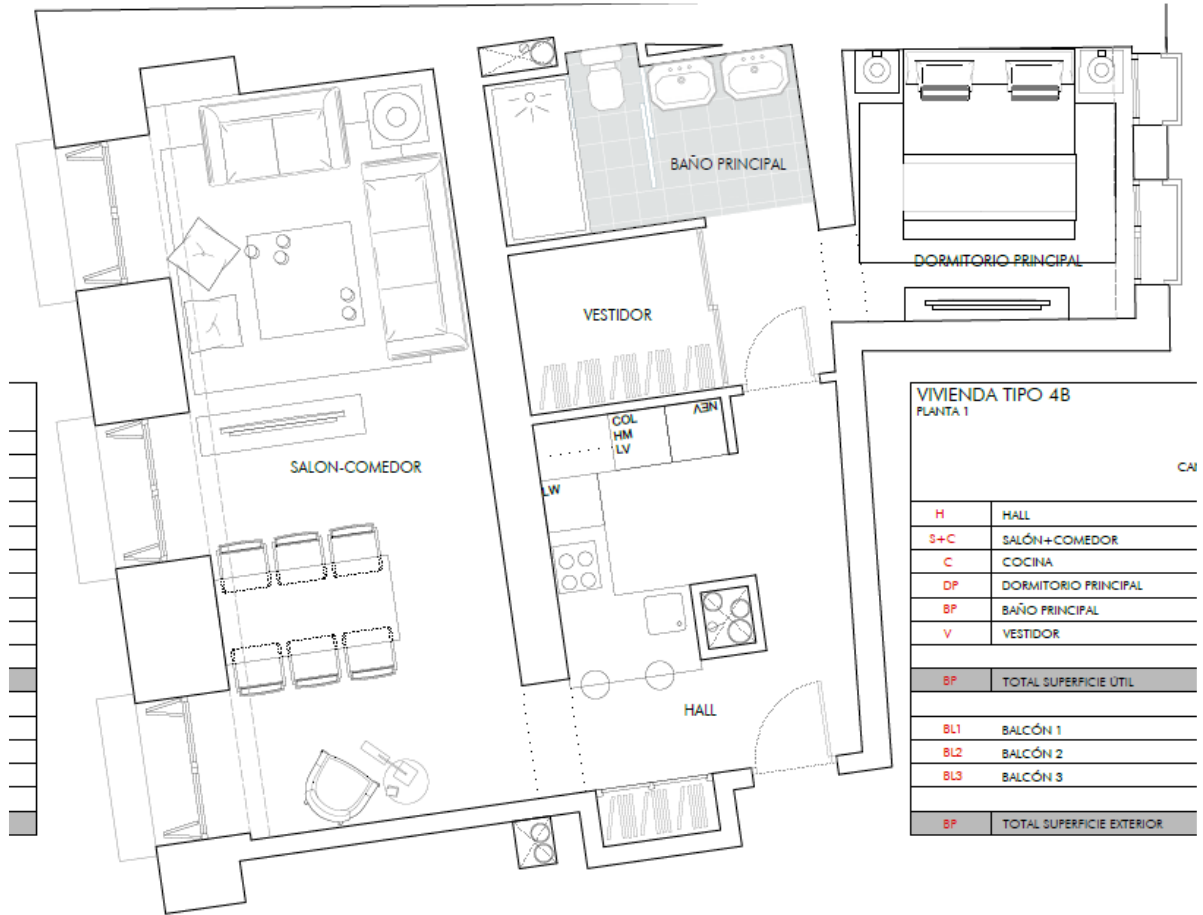 BAÑO PRINCIPAL
DORMITORIO PRINCIPAL
VESTIDOR
COL
HM
LV
NEV
LW
SALON-COMEDOR
HALL
VIVIENDA TIPO 4B
PLANTA 1
H HALL
S+C SALÓN+COMEDOR
C COCINA
DP DORMITORIO PRINCIPAL
BP BAÑO PRINCIPAL
V VESTIDOR
BP TOTAL SUPERFICIE ÚTIL
BL1 BALCÓN 1
BL2 BALCÓN 2
BL3 BALCÓN 3
BP TOTAL SUPERFICIE EXTERIOR